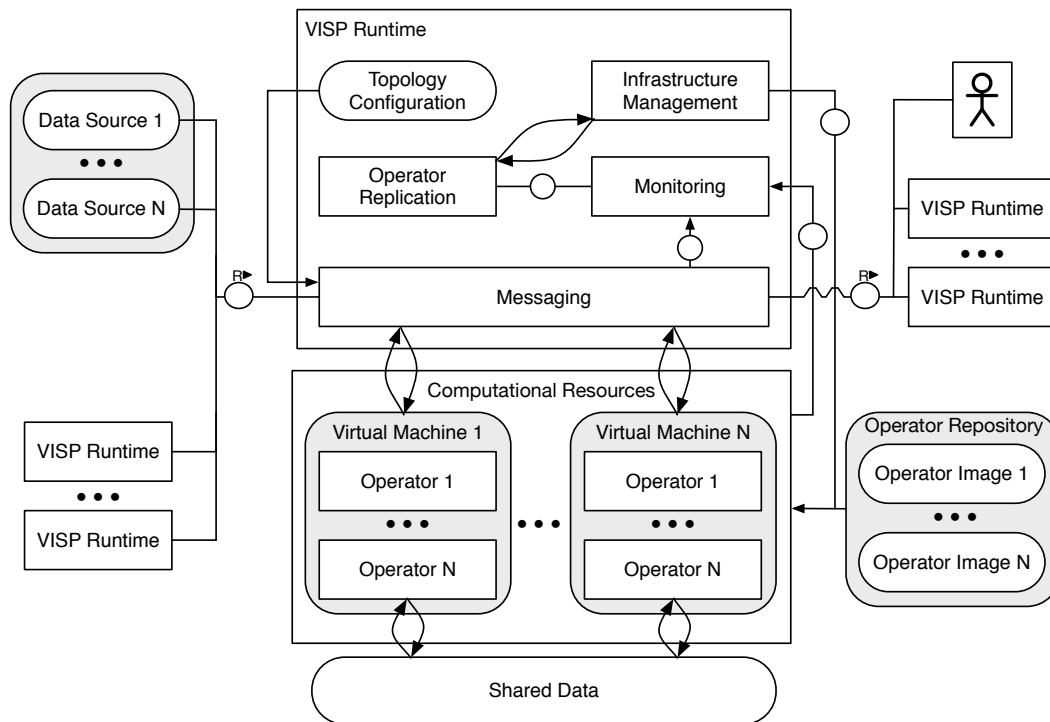 VISP Runtime
Topology
Configuration
Infrastructure
Management
Data Source 1
Data Source N
Operator
Replication
Monitoring
VISP Runtime
VISP Runtime
R
Messaging
R
Computational Resources
VISP Runtime
VISP Runtime
Virtual Machine 1
Operator 1
Operator N
Virtual Machine N
Operator 1
Operator N
Operator Repository
Operator Image 1
Operator Image N
Shared Data